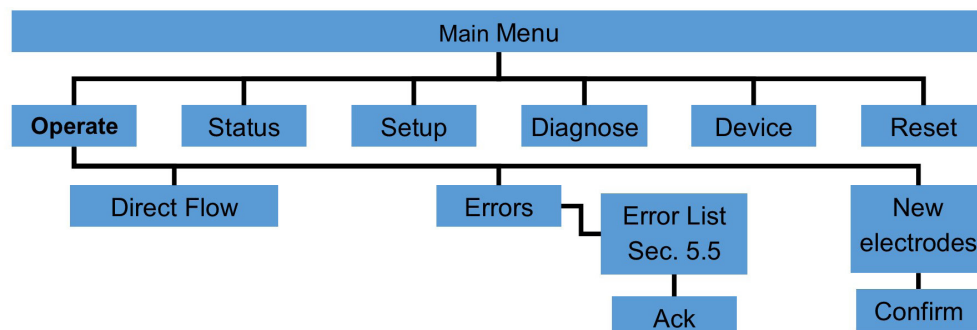 Main Menu
Operate
Status
Setup
Diagnose
Device
Reset
Direct Flow
Errors
Error List
Sec. 5.5
Ack
New
electrodes
Confirm